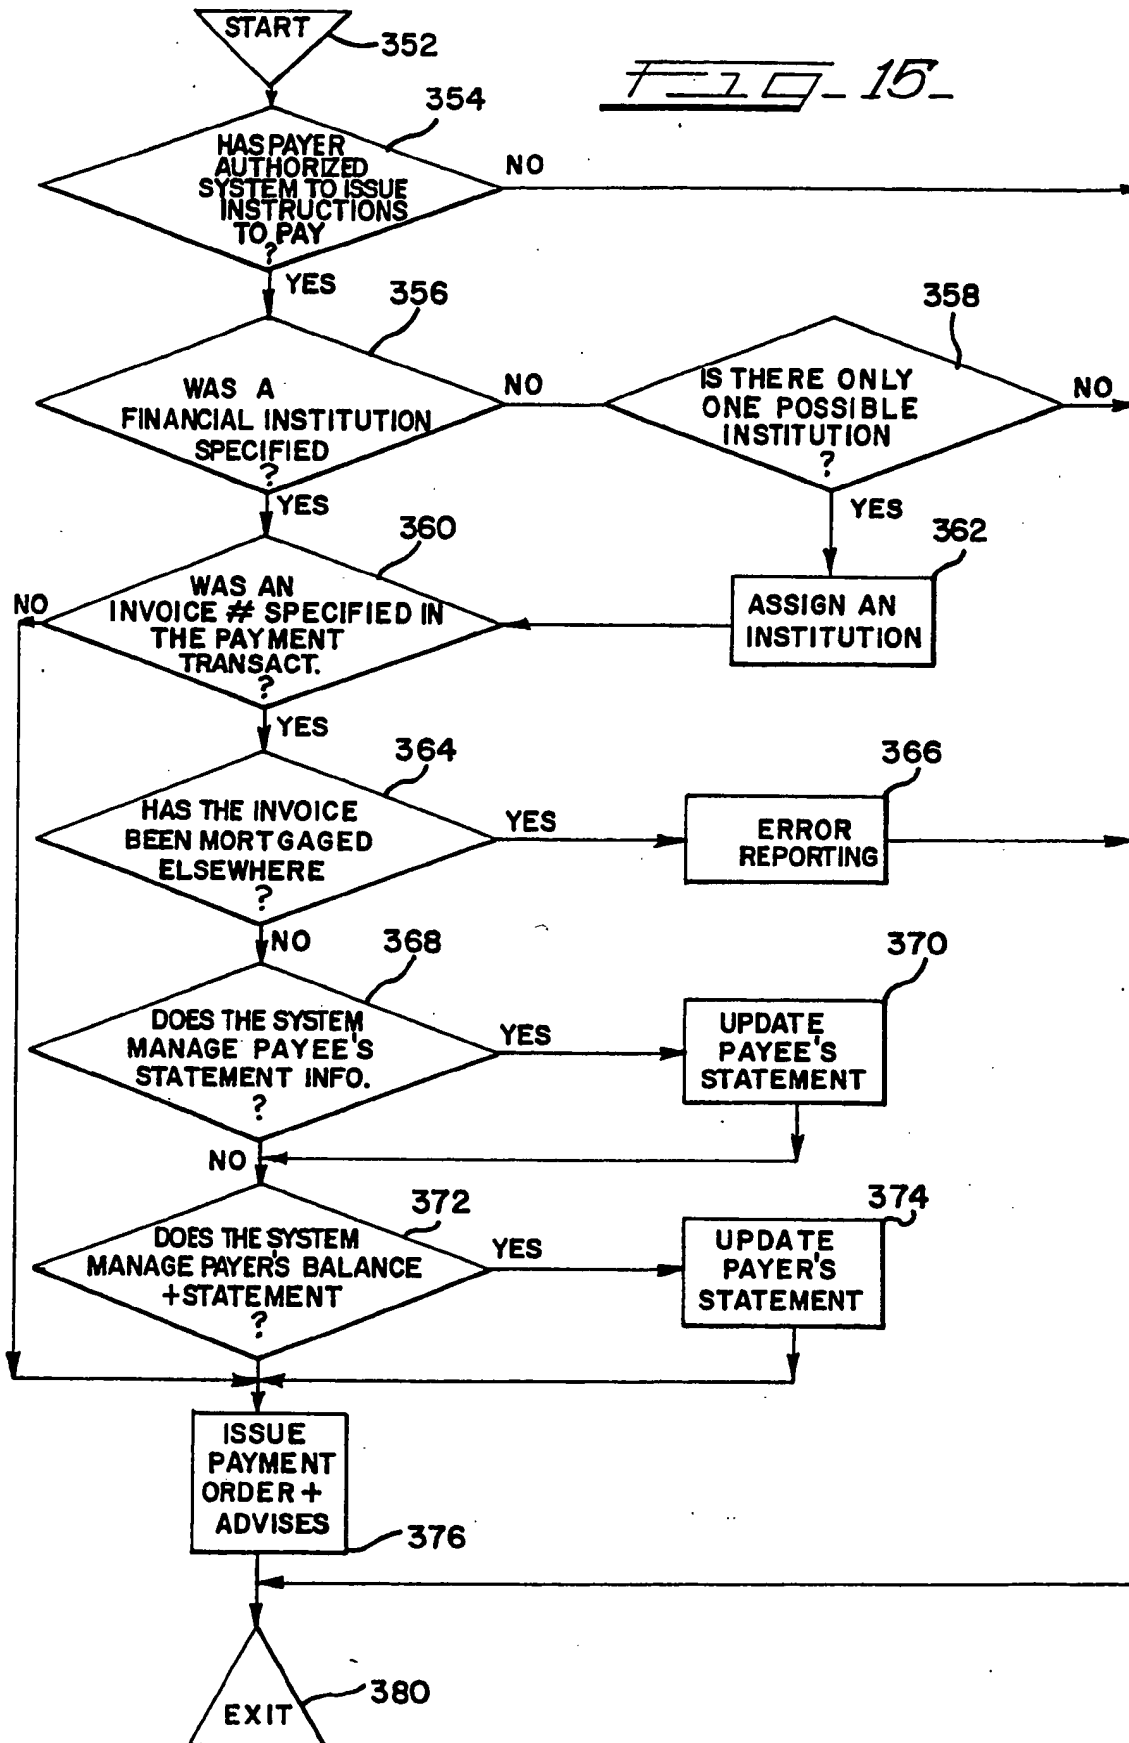 START
352
Fig-15-
354
HAS PAYER
AUTHORIZED
SYSTEM TO ISSUE
INSTRUCTIONS
TO PAY
?
NO
YES
356
358
WAS A
FINANCIAL INSTITUTION
SPECIFIED
?
NO
IS THERE ONLY
ONE POSSIBLE
INSTITUTION
?
NO
YES
YES
360
362
NO
WAS AN
INVOICE # SPECIFIED IN
THE PAYMENT
TRANSACT.
?
ASSIGN AN
INSTITUTION
YES
364
366
HAS THE INVOICE
BEEN MORTGAGED
ELSEWHERE
?
YES
ERROR
REPORTING
NO
368
370
DOES THE SYSTEM
MANAGE PAYEE'S
STATEMENT INFO.
?
YES
UPDATE
PAYEE'S
STATEMENT
NO
372
374
DOES THE SYSTEM
MANAGE PAYER'S BALANCE
+STATEMENT
?
YES
UPDATE
PAYER'S
STATEMENT
ISSUE
PAYMENT
ORDER +
ADVISES
376
EXIT
380